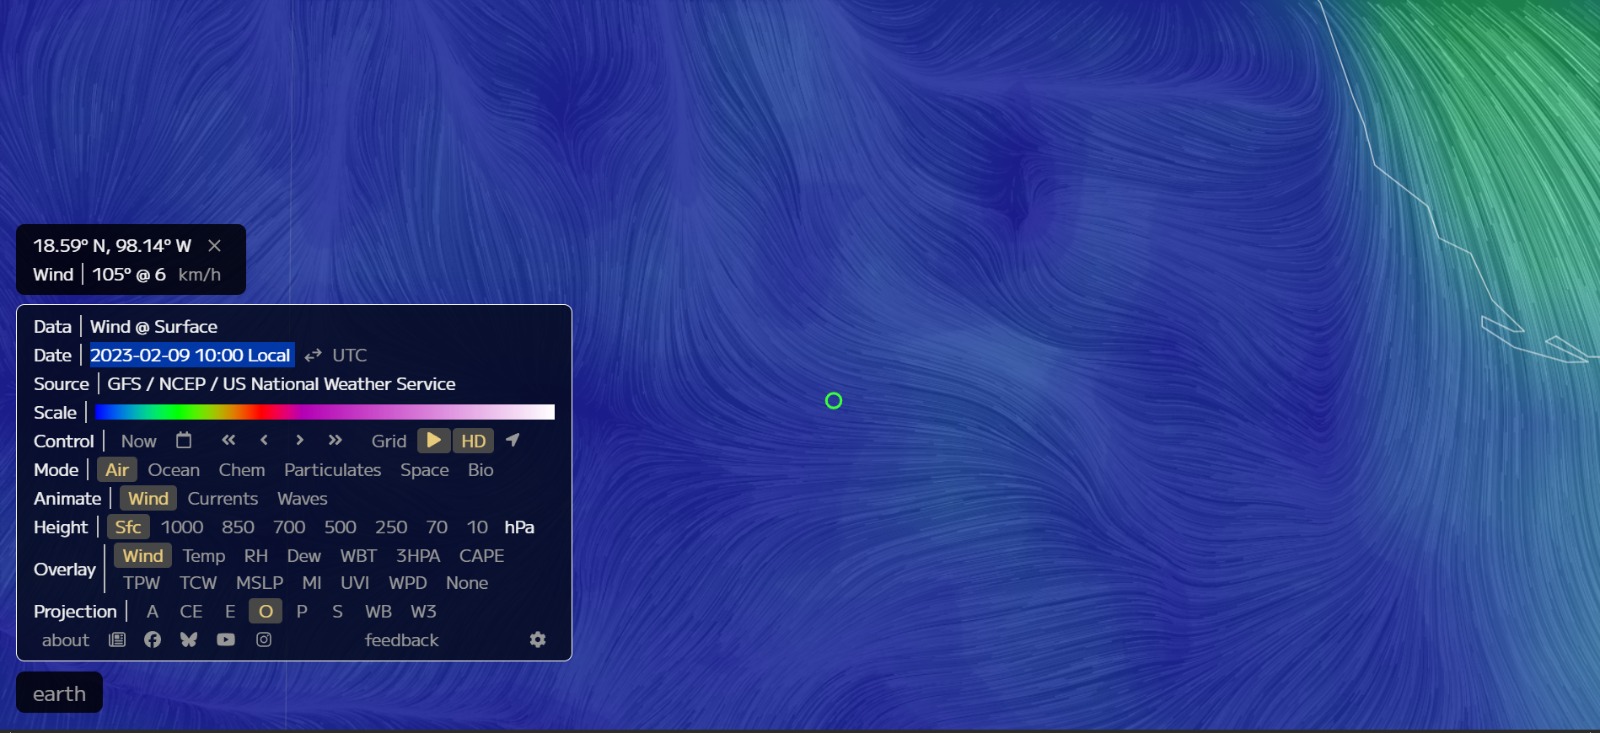 18.59° N, 98.14° W
Wind | 105° @ 6 km/h
Data | Wind @ Surface
Date | 2023-02-09 10:00 Local ⇄ UTC
Source | GFS / NCEP / US National Weather Service
Scale |
Control | Now Grid HD
Mode | Air Ocean Chem Particulates Space Bio
Animate | Wind Currents Waves
Height | Sfc 1000 850 700 500 250 70 10 hPa
Overlay | Wind Temp RH Dew WBT 3HPA CAPE
TPW TCW MSLP MI UVI WPD None
Projection | A CE E O P S WB W3
about feedback
earth